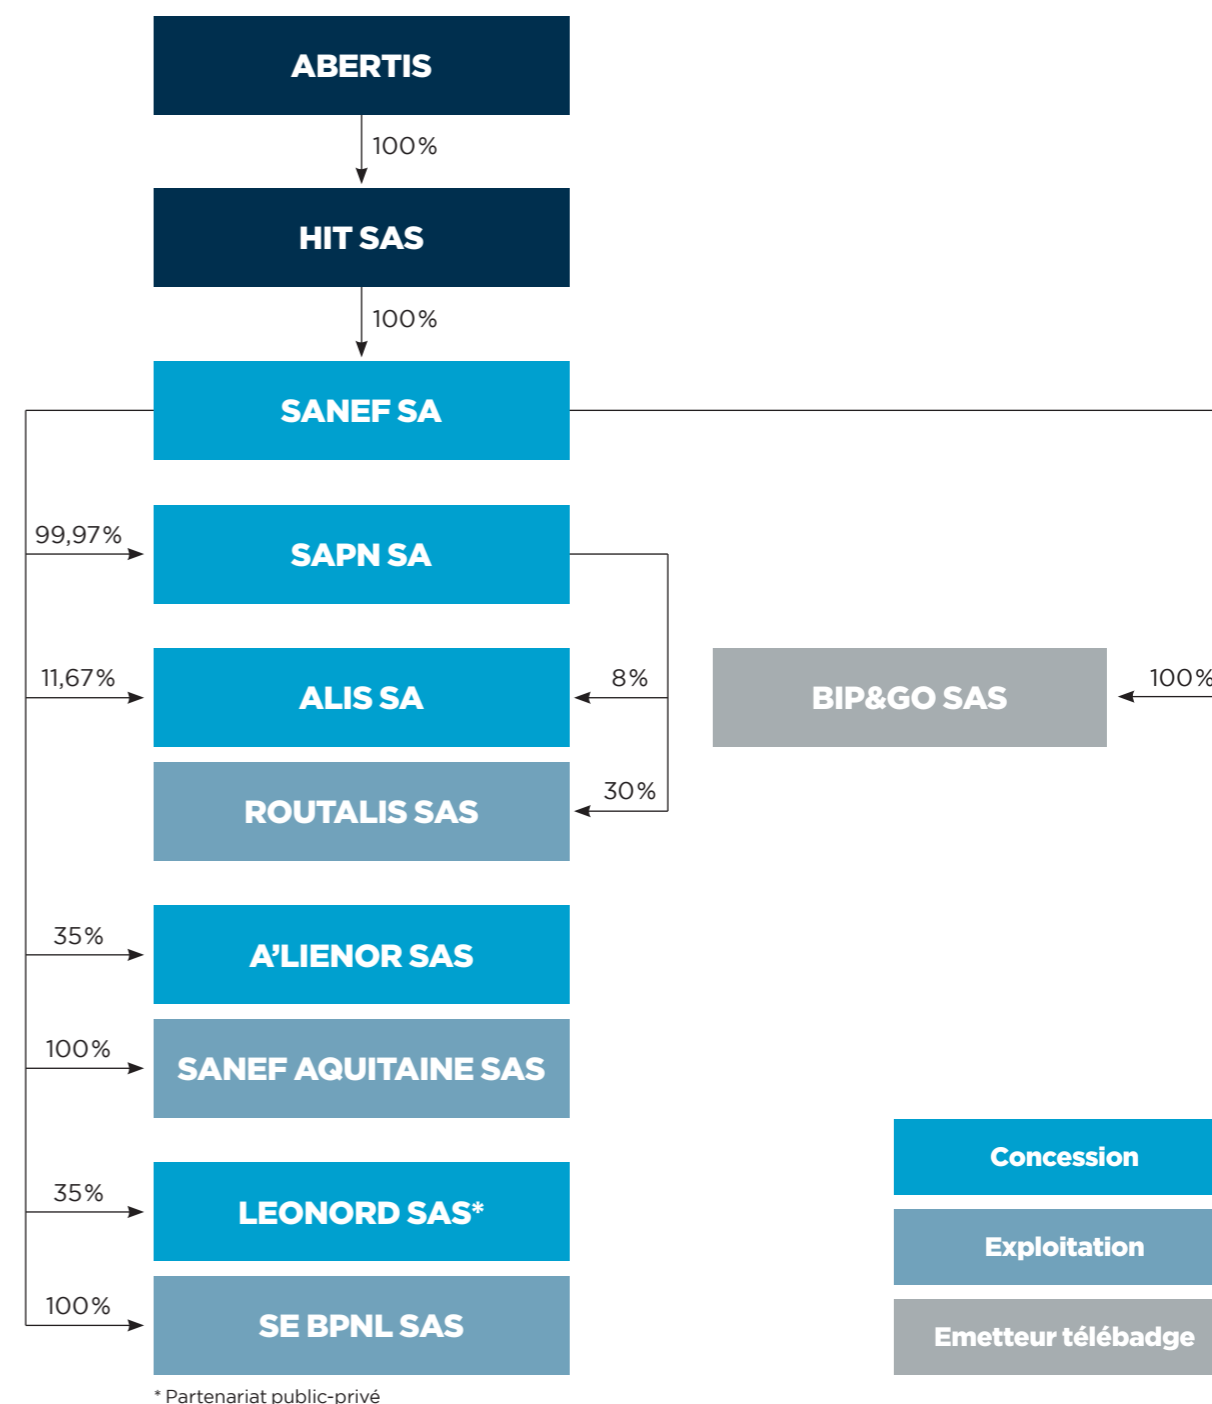 ABERTIS
100%
HIT SAS
100%
SANEF SA
99,97%
SAPN SA
11,67%
ALIS SA
8%
BIP&GO SAS
100%
ROUTALIS SAS
30%
35%
A'LIENOR SAS
100%
SANEF AQUITAINE SAS
35%
LEONORD SAS*
100%
SE BPNL SAS
* Partenariat public-privé
Concession
Exploitation
Emetteur télébadge